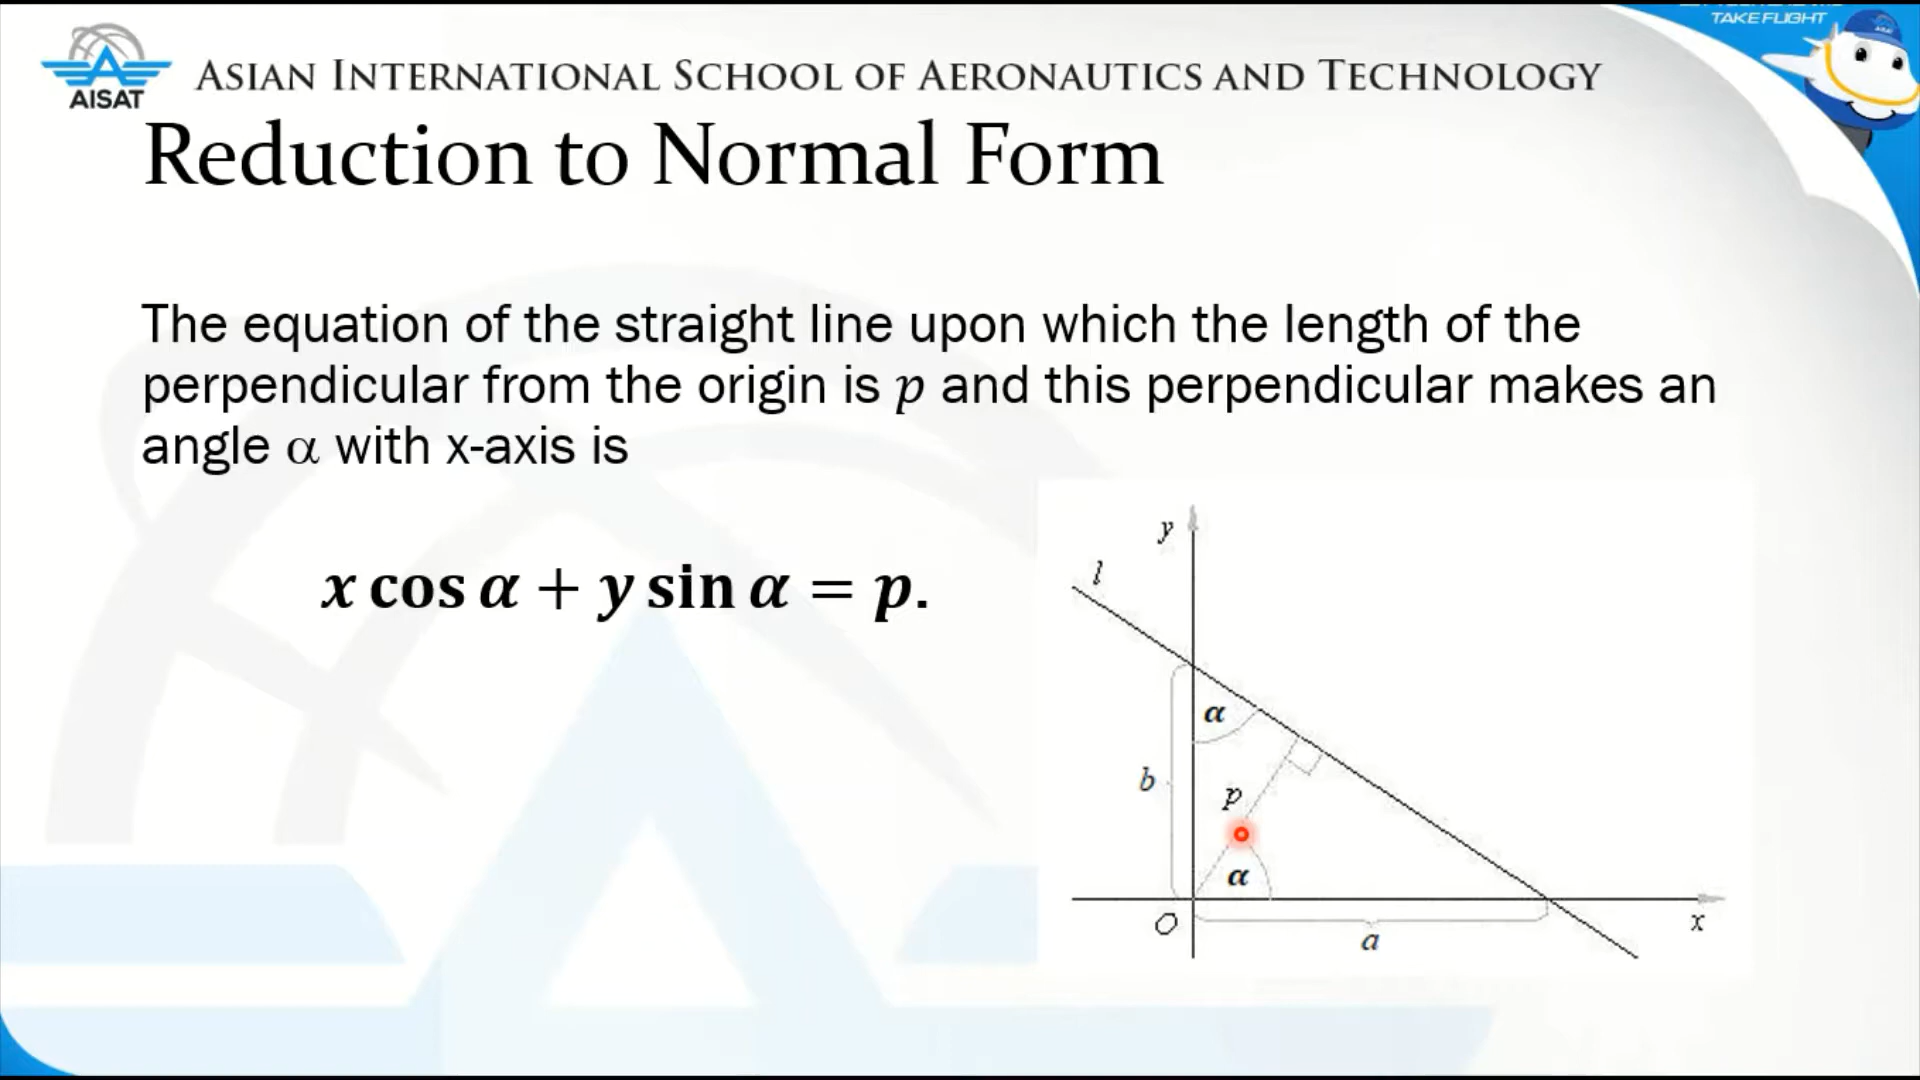 TAKE FLIGHT
AISAT
ASIAN INTERNATIONAL SCHOOL OF AERONAUTICS AND TECHNOLOGY
Reduction to Normal Form
The equation of the straight line upon which the length of the
perpendicular from the origin is p and this perpendicular makes an
angle α with x-axis is
x cos α + y sin α = p.
y
l
α
b
p
α
O
x
a